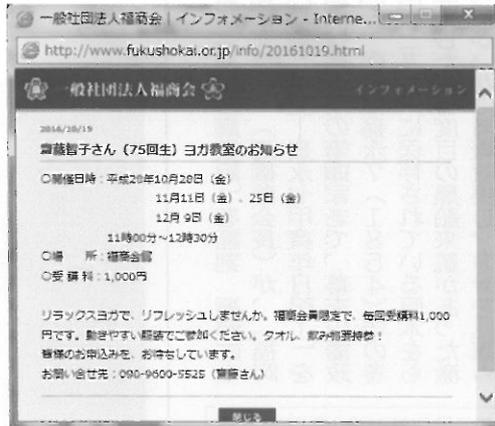 一般社団法人福商会 | インフォメーション - Interne...
http://www.fukushokai.or.jp/info/20161019.html
一般社団法人福商会
インフォメーション
2016/10/19
齋藤智子さん（75回生）ヨガ教室のお知らせ
○開催日時：平成28年10月28日（金）
11月11日（金）、25日（金）
12月 9日（金）
11時00分～12時30分
○場　　所：福商会館
○受 講 料：1,000円
リラックスヨガで、リフレッシュしませんか。福商会員限定で、毎回受講料1,000
円です。動きやすい服装でご参加ください。タオル、飲み物要持参！
皆様のお申込みを、お待ちしています。
お問い合せ先：090-9600-5525（齋藤さん）
閉じる